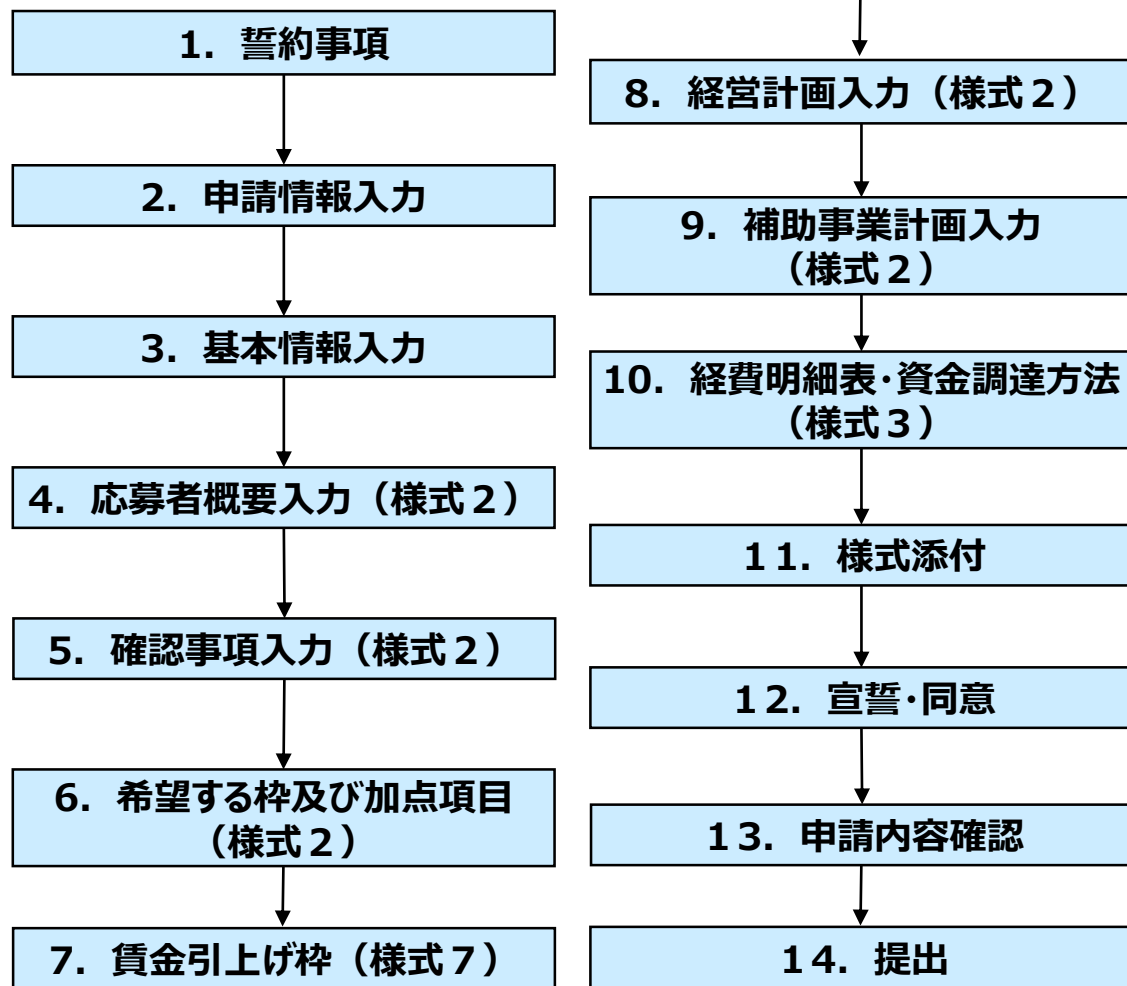 1. 誓約事項
2. 申請情報入力
3. 基本情報入力
4. 応募者概要入力（様式２）
5. 確認事項入力（様式２）
6. 希望する枠及び加点項目
（様式２）
7. 賃金引上げ枠（様式７）
8. 経営計画入力（様式２）
9. 補助事業計画入力
（様式２）
10. 経費明細表･資金調達方法
（様式３）
１１. 様式添付
１２. 宣誓･同意
１３. 申請内容確認
１４. 提出